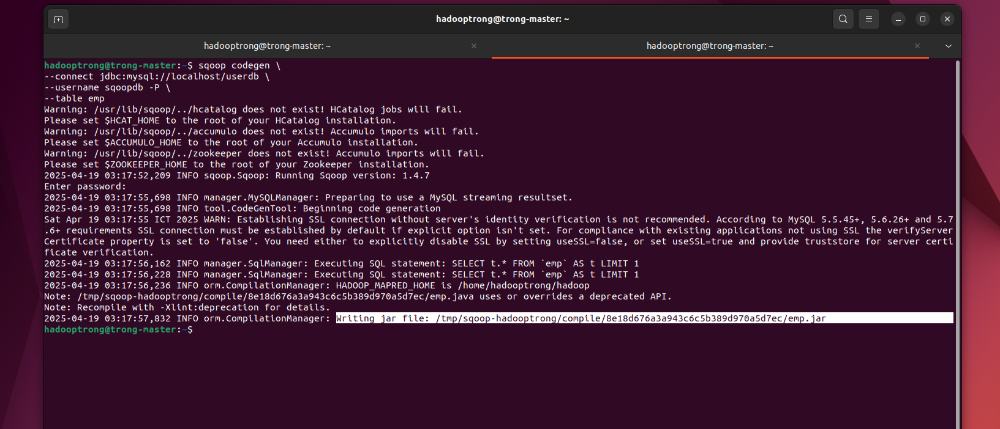 hadooptrong@trong-master: ~
hadooptrong@trong-master: ~
hadooptrong@trong-master: ~
hadooptrong@trong-master:~$ sqoop codegen \
--connect jdbc:mysql://localhost/userdb \
--username sqoopdb -P \
--table emp
Warning: /usr/lib/sqoop/../hcatalog does not exist! HCatalog jobs will fail.
Please set $HCAT_HOME to the root of your HCatalog installation.
Warning: /usr/lib/sqoop/../accumulo does not exist! Accumulo imports will fail.
Please set $ACCUMULO_HOME to the root of your Accumulo installation.
Warning: /usr/lib/sqoop/../zookeeper does not exist! Accumulo imports will fail.
Please set $ZOOKEEPER_HOME to the root of your Zookeeper installation.
2025-04-19 03:17:52,209 INFO sqoop.Sqoop: Running Sqoop version: 1.4.7
Enter password:
2025-04-19 03:17:55,698 INFO manager.MySQLManager: Preparing to use a MySQL streaming resultset.
2025-04-19 03:17:55,698 INFO tool.CodeGenTool: Beginning code generation
Sat Apr 19 03:17:55 ICT 2025 WARN: Establishing SSL connection without server's identity verification is not recommended. According to MySQL 5.5.45+, 5.6.26+ and 5.7
.6+ requirements SSL connection must be established by default if explicit option isn't set. For compliance with existing applications not using SSL the verifyServer
Certificate property is set to 'false'. You need either to explicitly disable SSL by setting useSSL=false, or set useSSL=true and provide truststore for server certi
ficate verification.
2025-04-19 03:17:56,162 INFO manager.SqlManager: Executing SQL statement: SELECT t.* FROM `emp` AS t LIMIT 1
2025-04-19 03:17:56,228 INFO manager.SqlManager: Executing SQL statement: SELECT t.* FROM `emp` AS t LIMIT 1
2025-04-19 03:17:56,236 INFO orm.CompilationManager: HADOOP_MAPRED_HOME is /home/hadooptrong/hadoop
Note: /tmp/sqoop-hadooptrong/compile/8e18d676a3a943c6c5b389d970a5d7ec/emp.java uses or overrides a deprecated API.
Note: Recompile with -Xlint:deprecation for details.
2025-04-19 03:17:57,832 INFO orm.CompilationManager: Writing jar file: /tmp/sqoop-hadooptrong/compile/8e18d676a3a943c6c5b389d970a5d7ec/emp.jar
hadooptrong@trong-master:~$